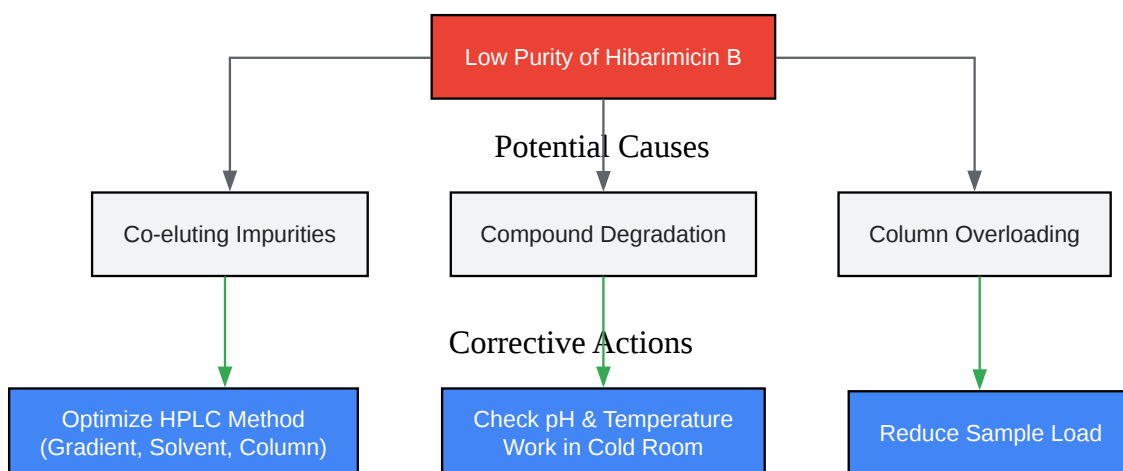 Low Purity of Hibarimicin B
Potential Causes
Co-eluting Impurities
Compound Degradation
Column Overloading
Corrective Actions
Optimize HPLC Method
(Gradient, Solvent, Column)
Check pH & Temperature
Work in Cold Room
Reduce Sample Load